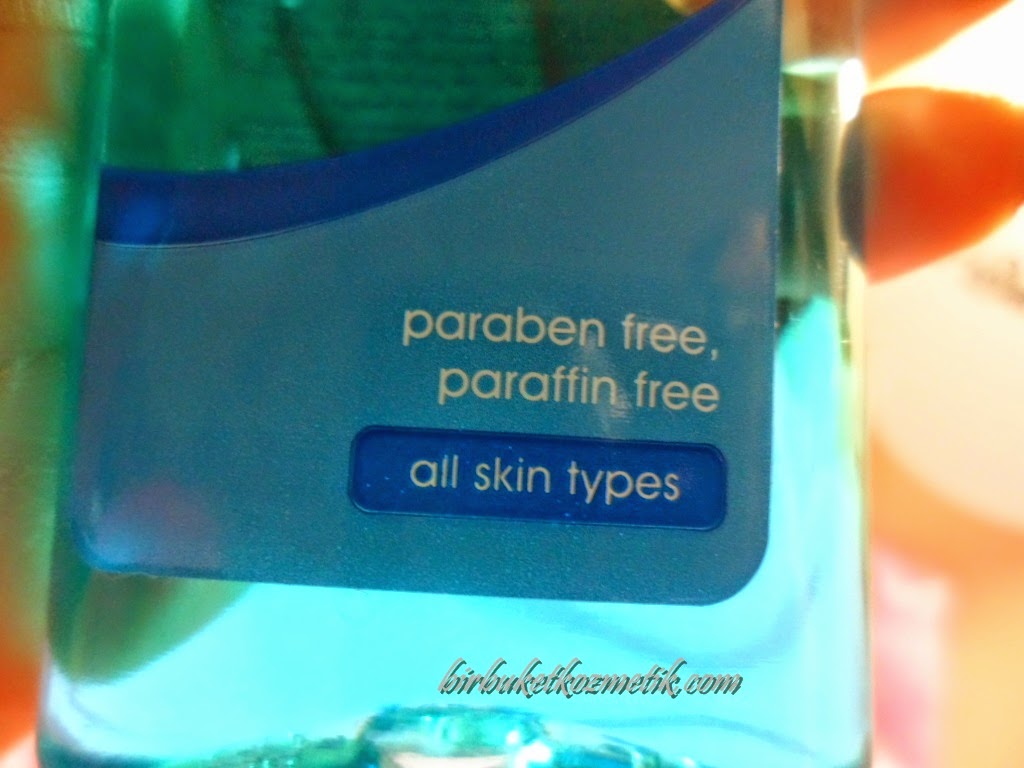 paraben free,
paraffin free
all skin types
birbuketkozmetik.com